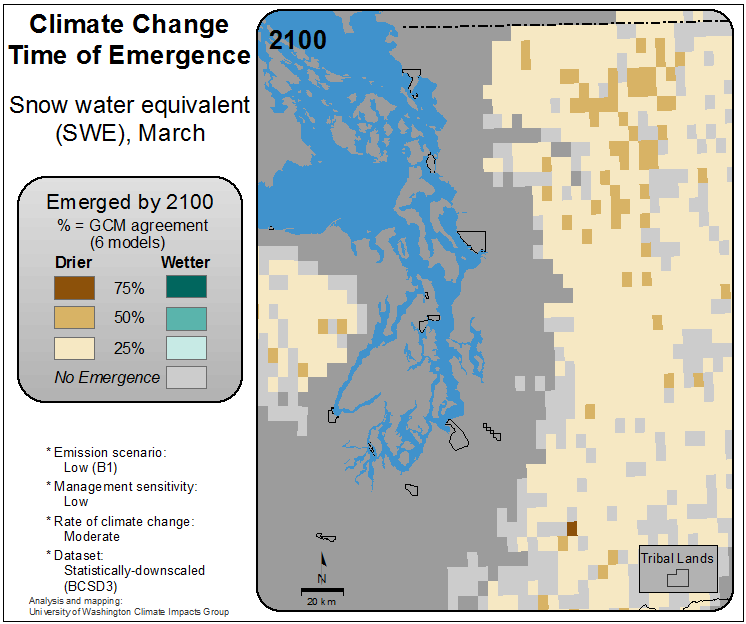 Climate Change
Time of Emergence
Snow water equivalent
(SWE), March
Emerged by 2100
% = GCM agreement
(6 models)
Drier Wetter
75%
50%
25%
No Emergence
* Emission scenario:
Low (B1)
* Management sensitivity:
Low
* Rate of climate change:
Moderate
* Dataset:
Statistically-downscaled
(BCSD3)
Analysis and mapping:
University of Washington Climate Impacts Group
2100
N
20 km
Tribal Lands